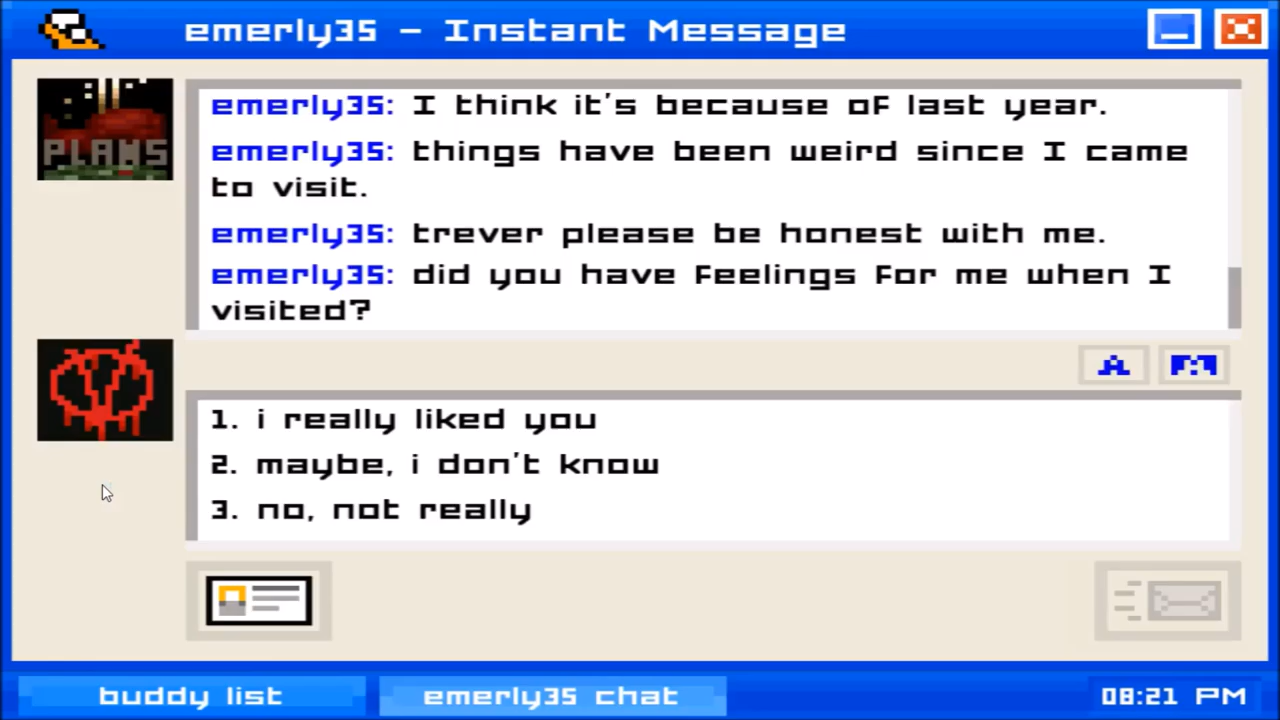 emerly35 - Instant Message
PLANS
emerly35: I think it's because of last year.
emerly35: things have been weird since I came
to visit.
emerly35: trever please be honest with me.
emerly35: did you have feelings for me when I
visited?
A
1. i really liked you
2. maybe, i don't know
3. no, not really
buddy list
emerly35 chat
08:21 PM